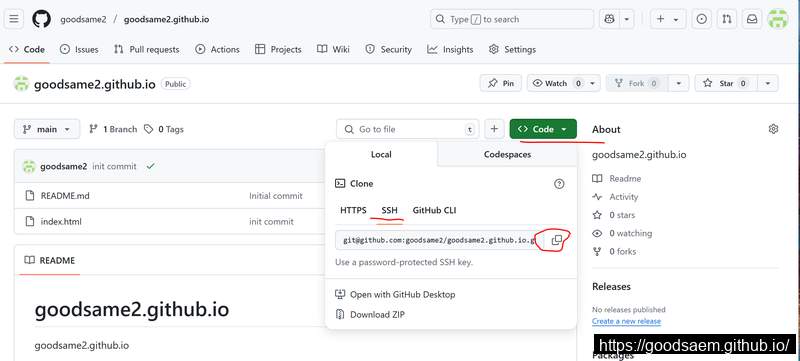 goodsame2 / goodsame2.github.io
Type / to search
Code Issues Pull requests Actions Projects Wiki Security Insights Settings
goodsame2.github.io Public
Pin Watch 0 Fork 0 Star 0
main 1 Branch 0 Tags
Go to file t
Code
About
goodsame2 init commit
Local Codespaces
goodsame2.github.io
README.md Initial commit
Clone
Readme
index.html init commit
HTTPS SSH GitHub CLI
Activity
0 stars
git@github.com:goodsame2/goodsame2.github.io.g
0 watching
README
Use a password-protected SSH key.
0 forks
Open with GitHub Desktop
Releases
goodsame2.github.io
Download ZIP
No releases published
Create a new release
goodsame2.github.io
https://goodsaem.github.io/
Packages